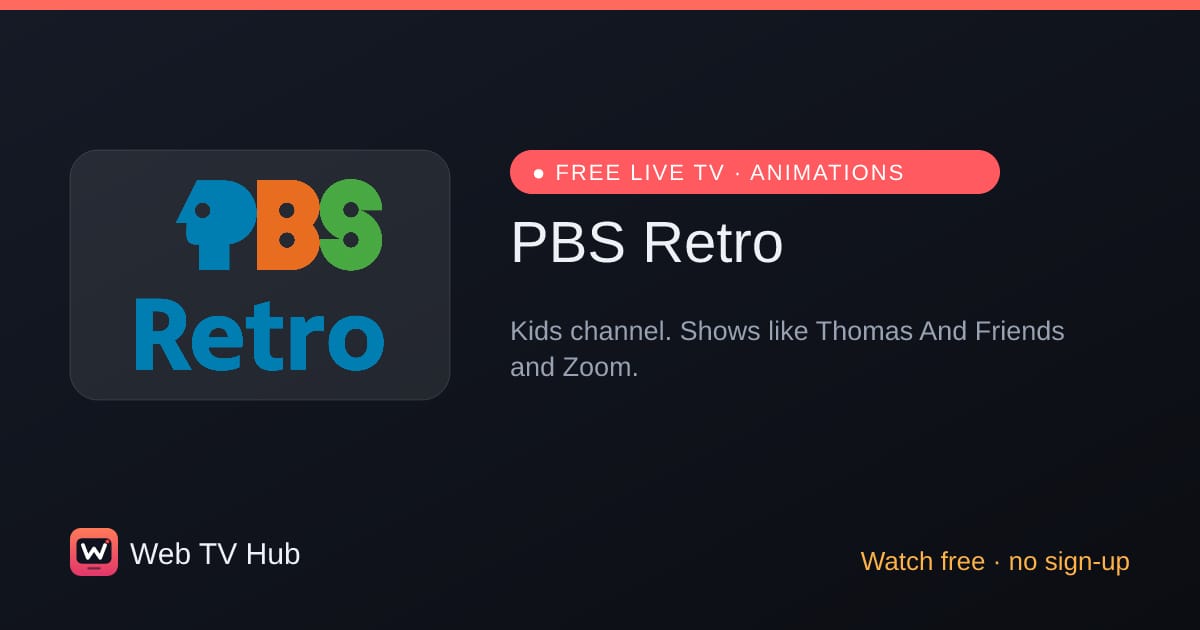 PBS
Retro
● FREE LIVE TV · ANIMATIONS
PBS Retro
Kids channel. Shows like Thomas And Friends
and Zoom.
W
Web TV Hub
Watch free · no sign-up